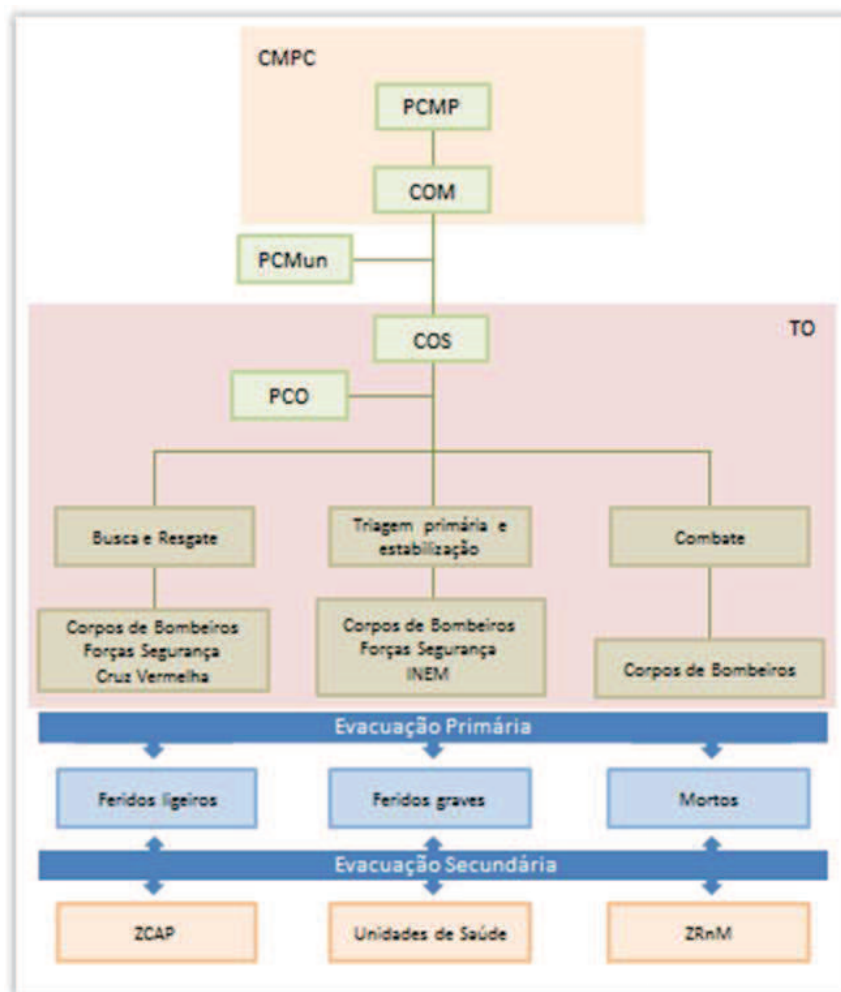 CMPC
PCMP
COM
PCMun
COS
TO
PCO
Busca e Resgate
Triagem primária e
estabilização
Combate
Corpos de Bombeiros
Forças Segurança
Cruz Vermelha
Corpos de Bombeiros
Forças Segurança
INEM
Corpos de Bombeiros
Evacuação Primária
Feridos ligeiros
Feridos graves
Mortos
Evacuação Secundária
ZCAP
Unidades de Saúde
ZRnM